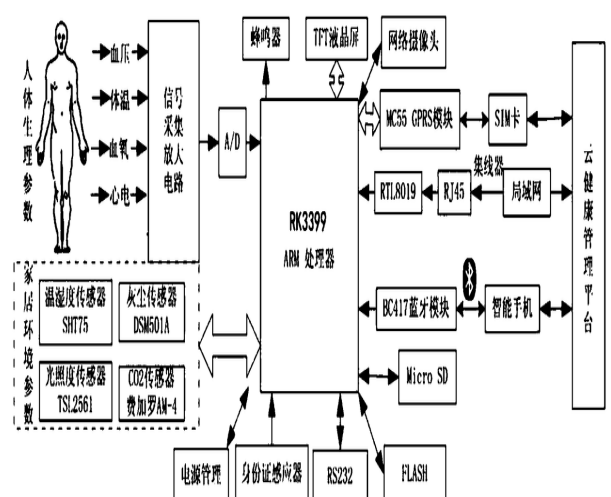 人体生理参数
血压
体温
血氧
心电
信号
采集
放大
电路
A/D
蜂鸣器
TFT液晶屏
网络摄像头
MC55 GPRS模块
SIM卡
集线器
RTL8019
RJ45
局域网
RK3399
ARM 处理器
BC417蓝牙模块
智能手机
云健康管理平台
Micro SD
家居环境参数
温湿度传感器
SHT75
灰尘传感器
DSM501A
光照度传感器
TSL2561
CO2传感器
费加罗AM-4
电源管理
身份证感应器
RS232
FLASH